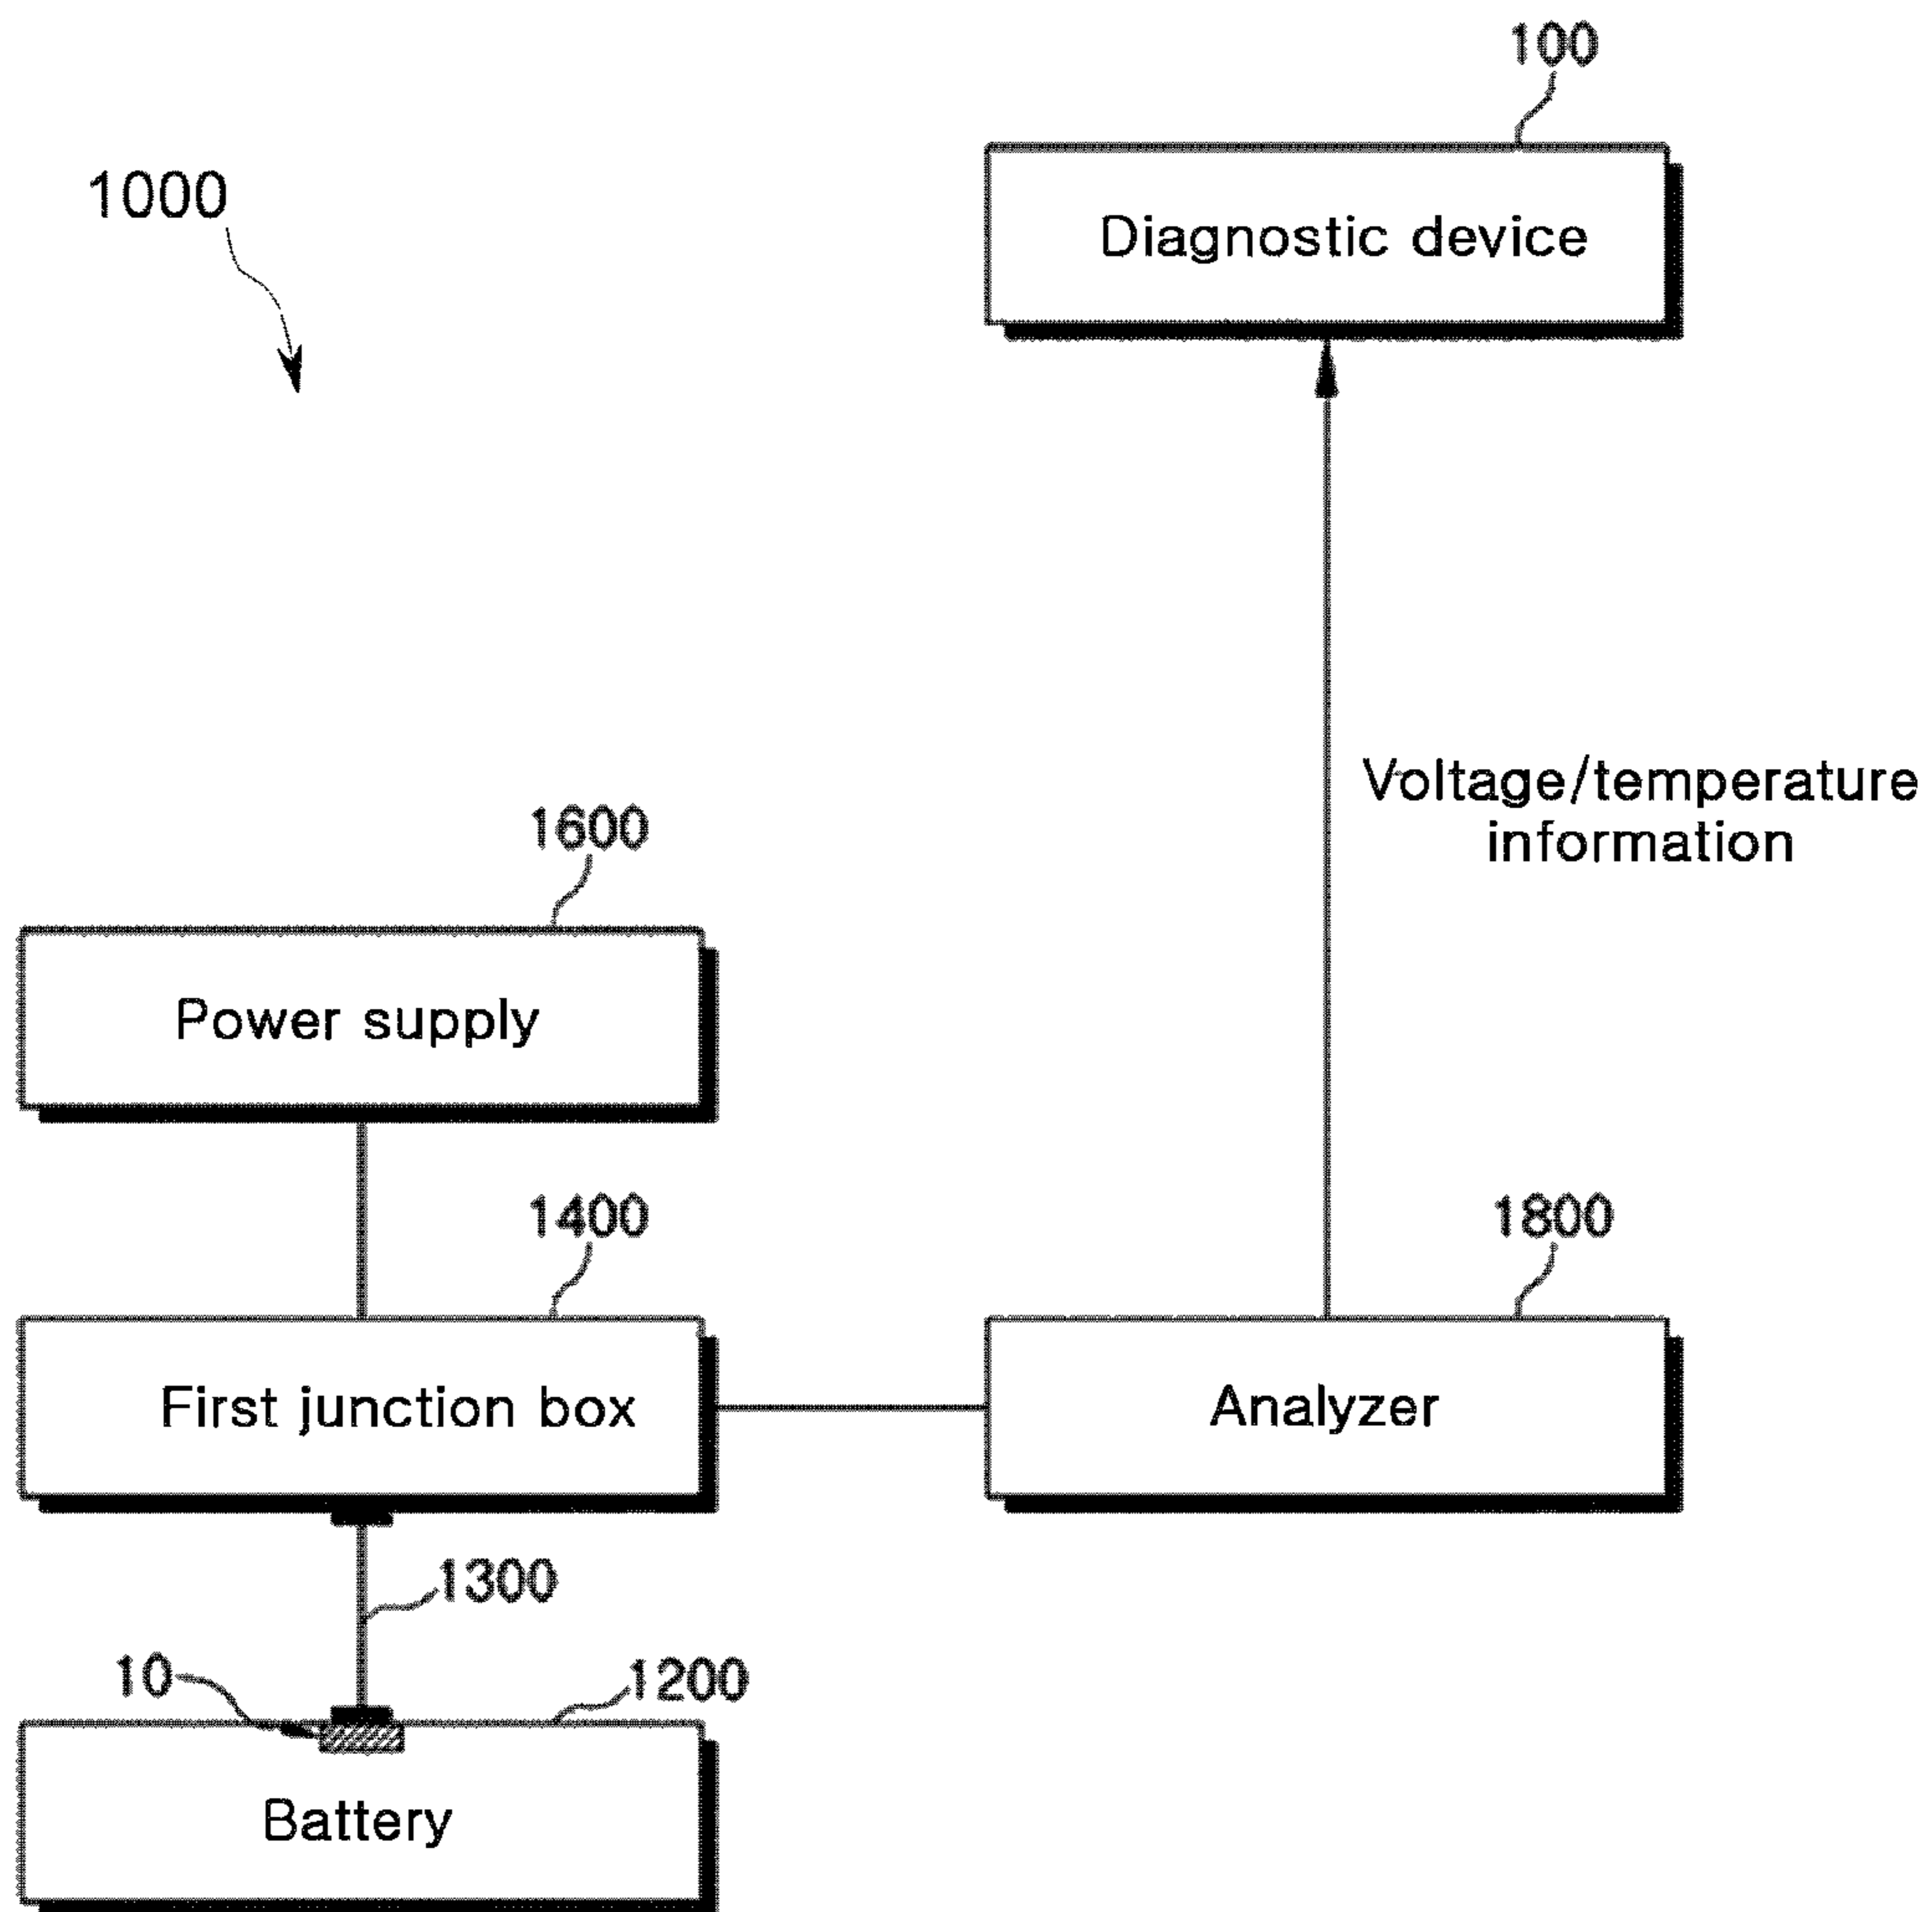 100
1000
Diagnostic device
Voltage/temperature
information
1600
Power supply
1400
1800
First junction box
Analyzer
1300
10
1200
Battery